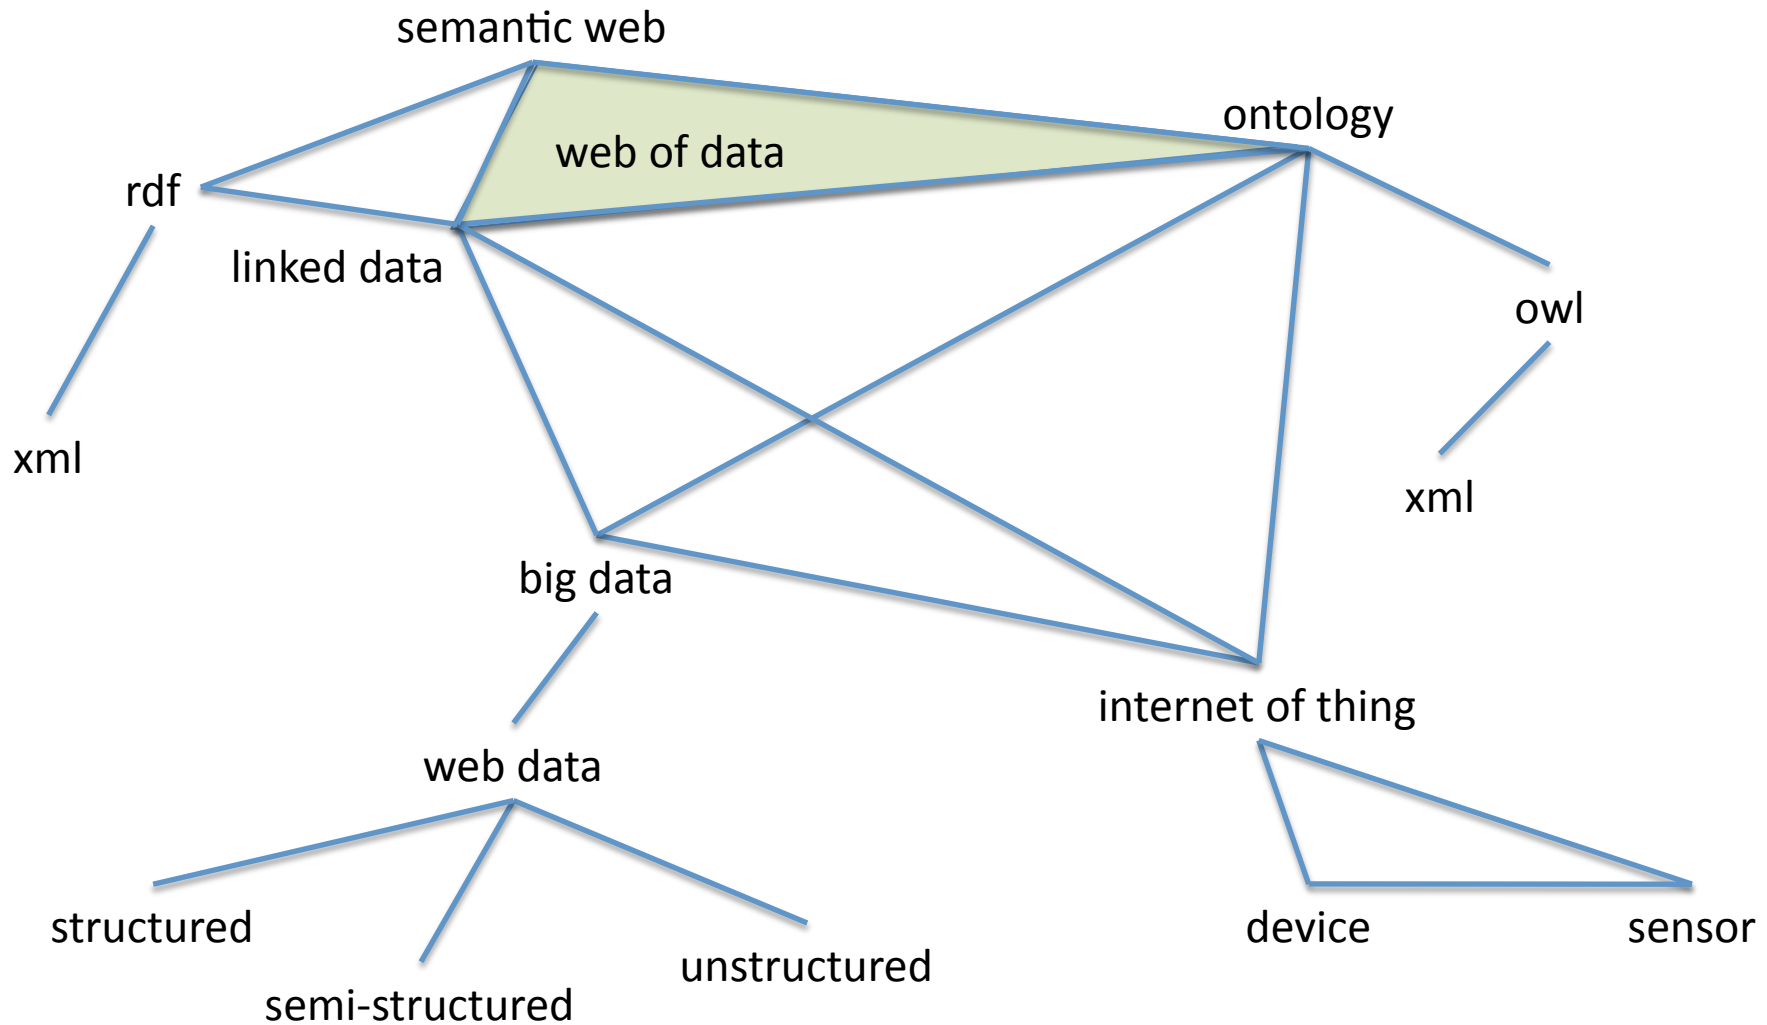 semantic web
ontology
web of data
rdf
linked data
owl
xml
xml
big data
internet of thing
web data
structured
device
sensor
unstructured
semi-structured